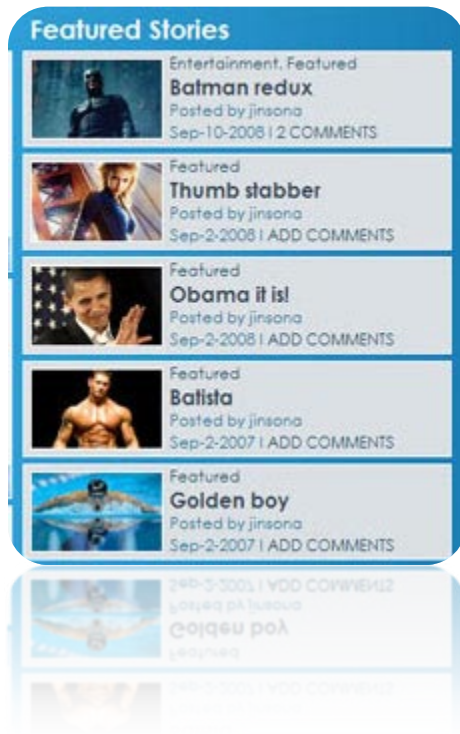 Featured Stories
Entertainment, Featured
Batman redux
Posted by jinsona
Sep-10-2008 | 2 COMMENTS
Featured
Thumb stabber
Posted by jinsona
Sep-2-2008 | ADD COMMENTS
Featured
Obama it is!
Posted by jinsona
Sep-2-2008 | ADD COMMENTS
Featured
Batista
Posted by jinsona
Sep-2-2007 | ADD COMMENTS
Featured
Golden boy
Posted by jinsona
Sep-2-2007 | ADD COMMENTS